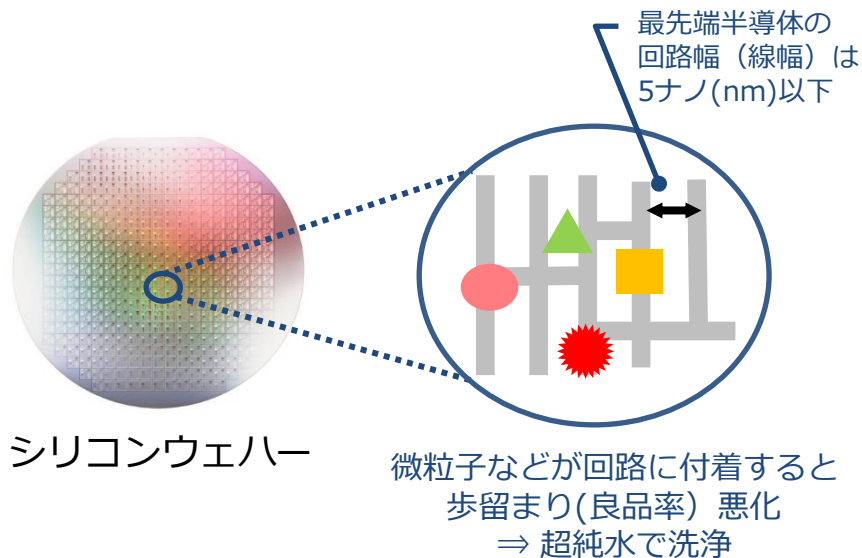 最先端半導体の
回路幅（線幅）は
5ナノ(nm)以下
シリコンウェハー
微粒子などが回路に付着すると
歩留まり(良品率）悪化
⇒ 超純水で洗浄